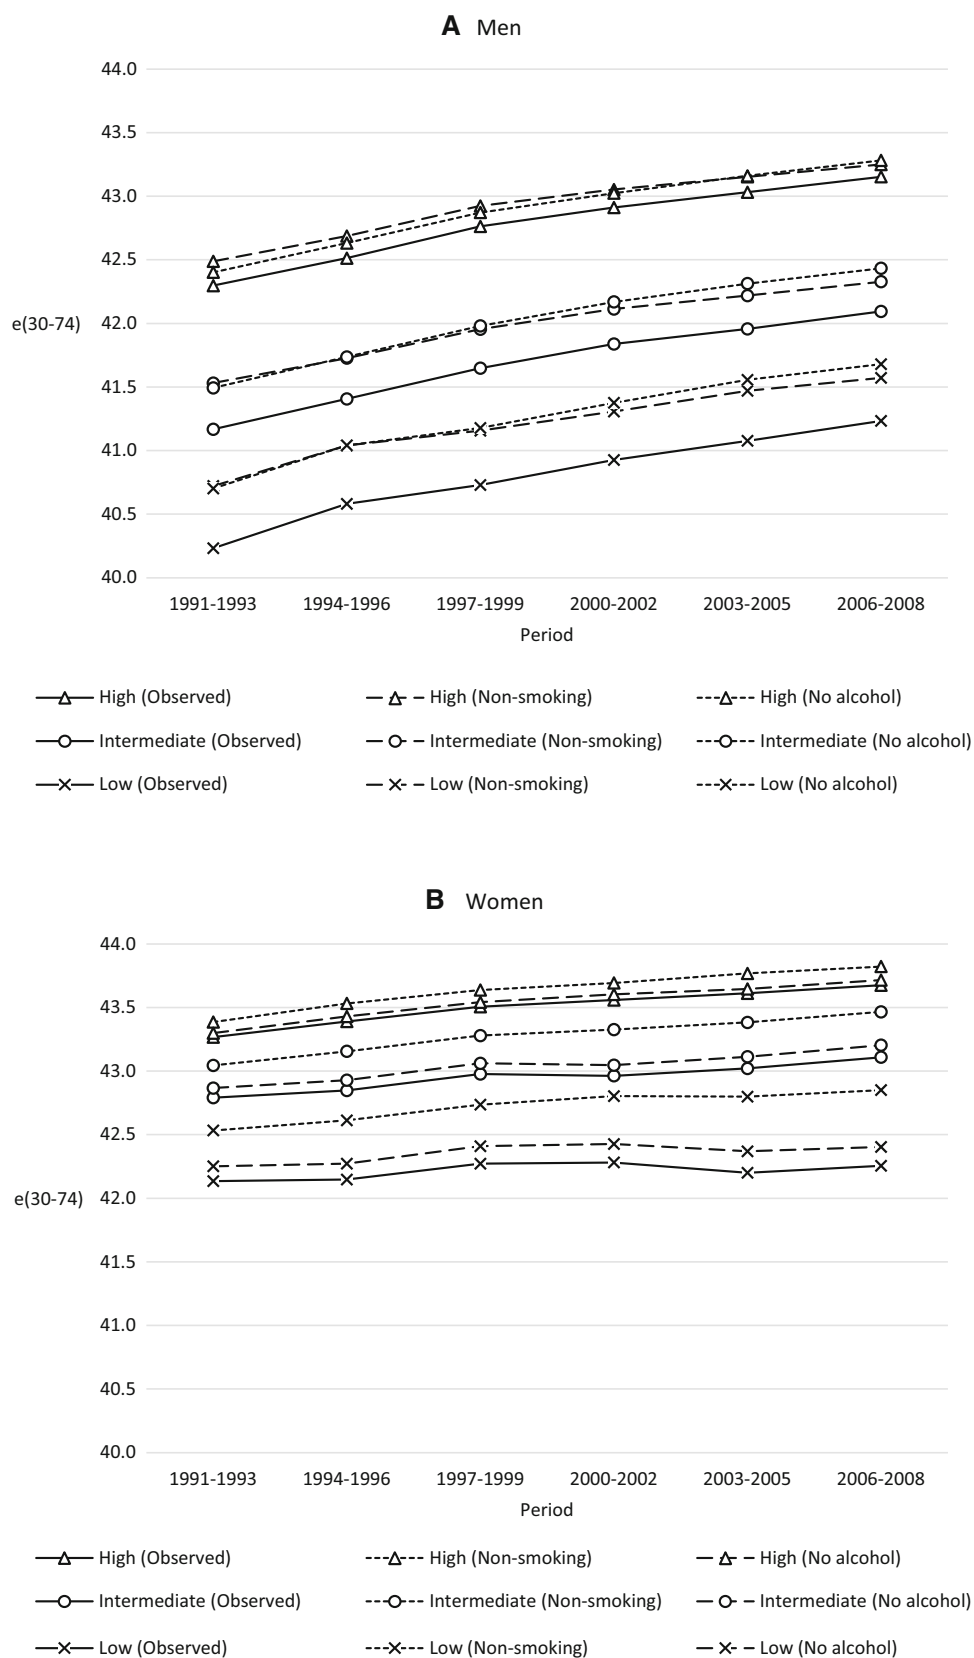 A Men
44.0
43.5
43.0
42.5
e(30-74) 42.0
41.5
41.0
40.5
40.0
1991-1993 1994-1996 1997-1999 2000-2002 2003-2005 2006-2008
Period
High (Observed) High (Non-smoking) High (No alcohol)
Intermediate (Observed) Intermediate (Non-smoking) Intermediate (No alcohol)
Low (Observed) Low (Non-smoking) Low (No alcohol)
B Women
44.0
43.5
43.0
42.5
e(30-74) 42.0
41.5
41.0
40.5
40.0
1991-1993 1994-1996 1997-1999 2000-2002 2003-2005 2006-2008
Period
High (Observed) High (Non-smoking) High (No alcohol)
Intermediate (Observed) Intermediate (Non-smoking) Intermediate (No alcohol)
Low (Observed) Low (Non-smoking) Low (No alcohol)